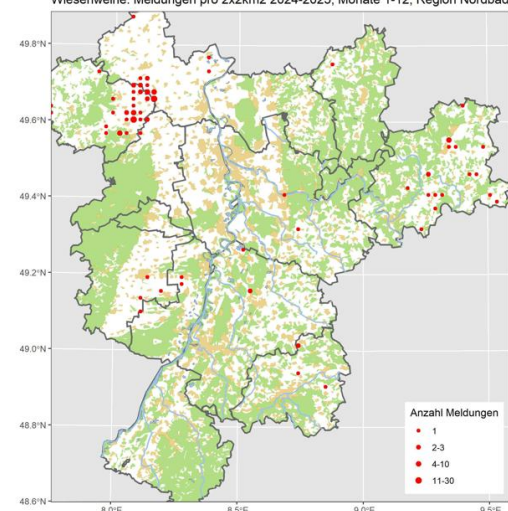 Wiesenweihe: Meldungen pro 2x2km2 2024-2025, Monate 1-12, Region Nordbad
49.8°N
49.6°N
49.4°N
49.2°N
49.0°N
48.8°N
48.6°N
8.0°E
8.5°E
9.0°E
9.5°E
Anzahl Meldungen
1
2-3
4-10
11-30